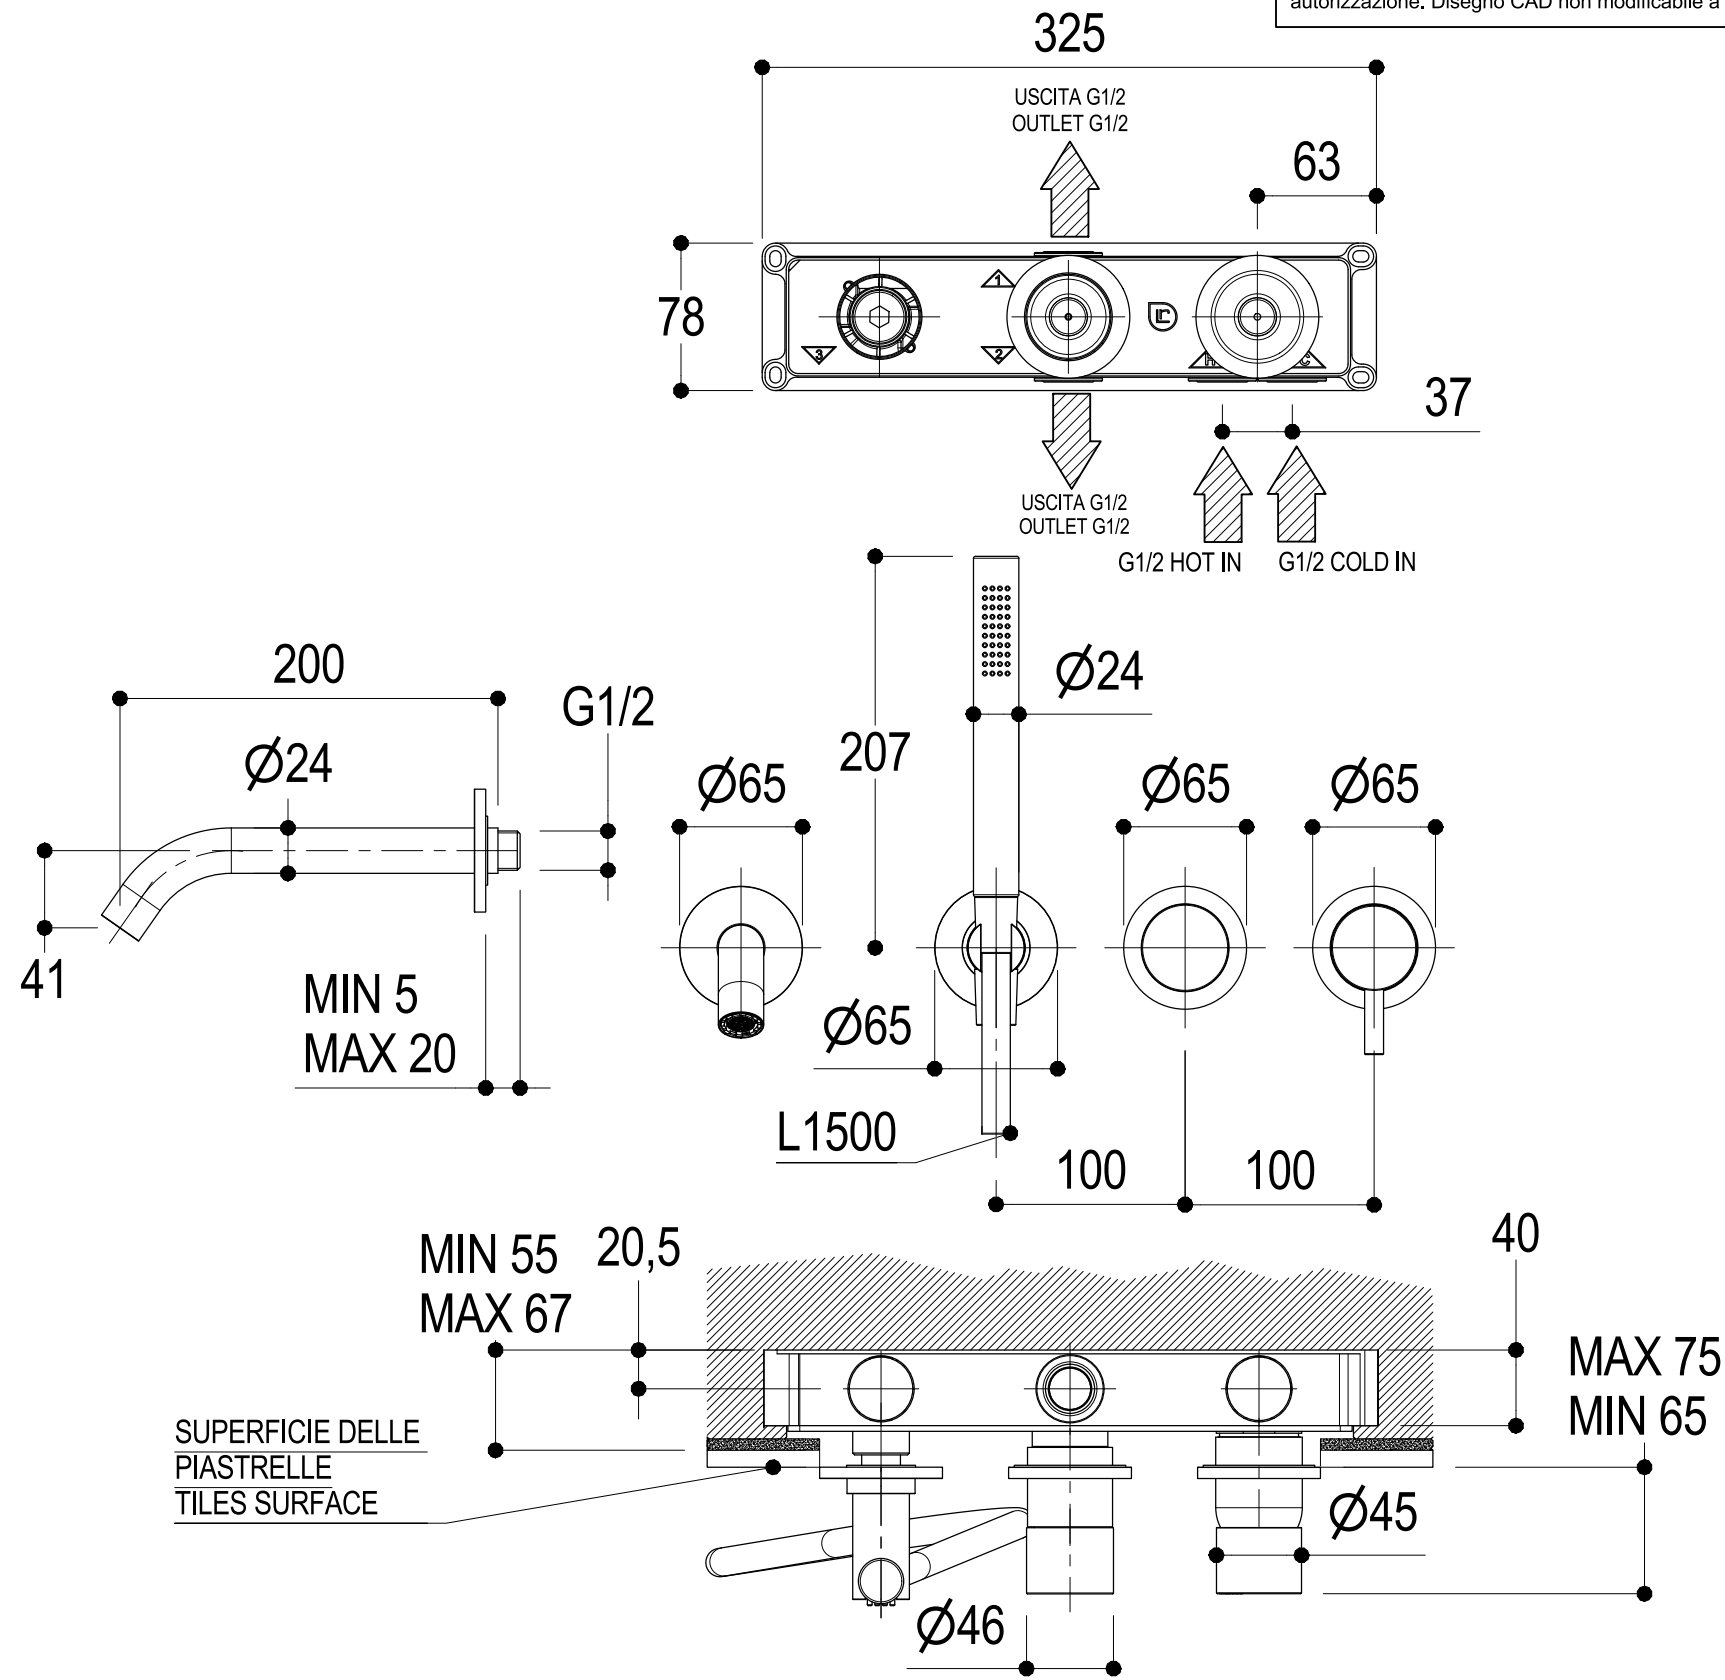 autorizzazione. Disegno CAD non modificabile a
325
USCITA G1/2
OUTLET G1/2
63
78
1
2
3
H
C
37
USCITA G1/2
OUTLET G1/2
G1/2 HOT IN
G1/2 COLD IN
200
G1/2
Ø24
Ø24
207
Ø65
Ø65
Ø65
41
MIN 5
MAX 20
Ø65
L1500
100
100
MIN 55
MAX 67
20,5
40
MAX 75
MIN 65
SUPERFICIE DELLE
PIASTRELLE
TILES SURFACE
Ø45
Ø46